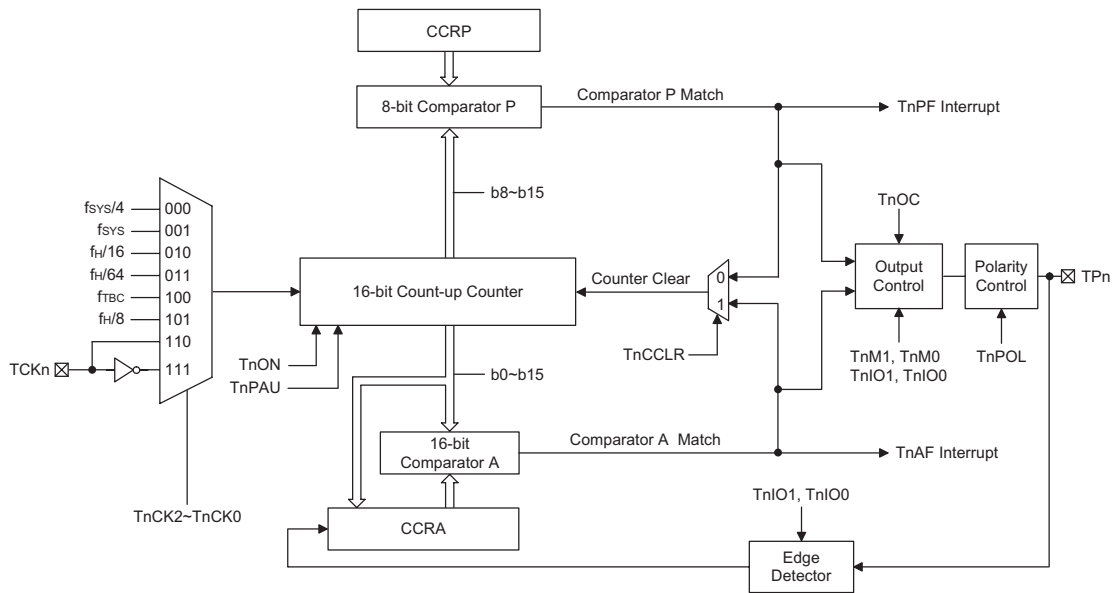 CCRP
8-bit Comparator P
Comparator P Match
TnPF Interrupt
b8~b15
fSYS/4
000
fSYS
001
fH/16
010
fH/64
011
fTBC
100
fH/8
101
110
TCKn
111
TnCK2~TnCK0
16-bit Count-up Counter
TnON
TnPAU
Counter Clear
0
1
TnCCLR
TnOC
Output
Control
TnM1, TnM0
TnIO1, TnIO0
Polarity
Control
TnPOL
TPn
b0~b15
16-bit
Comparator A
Comparator A Match
TnAF Interrupt
CCRA
TnIO1, TnIO0
Edge
Detector